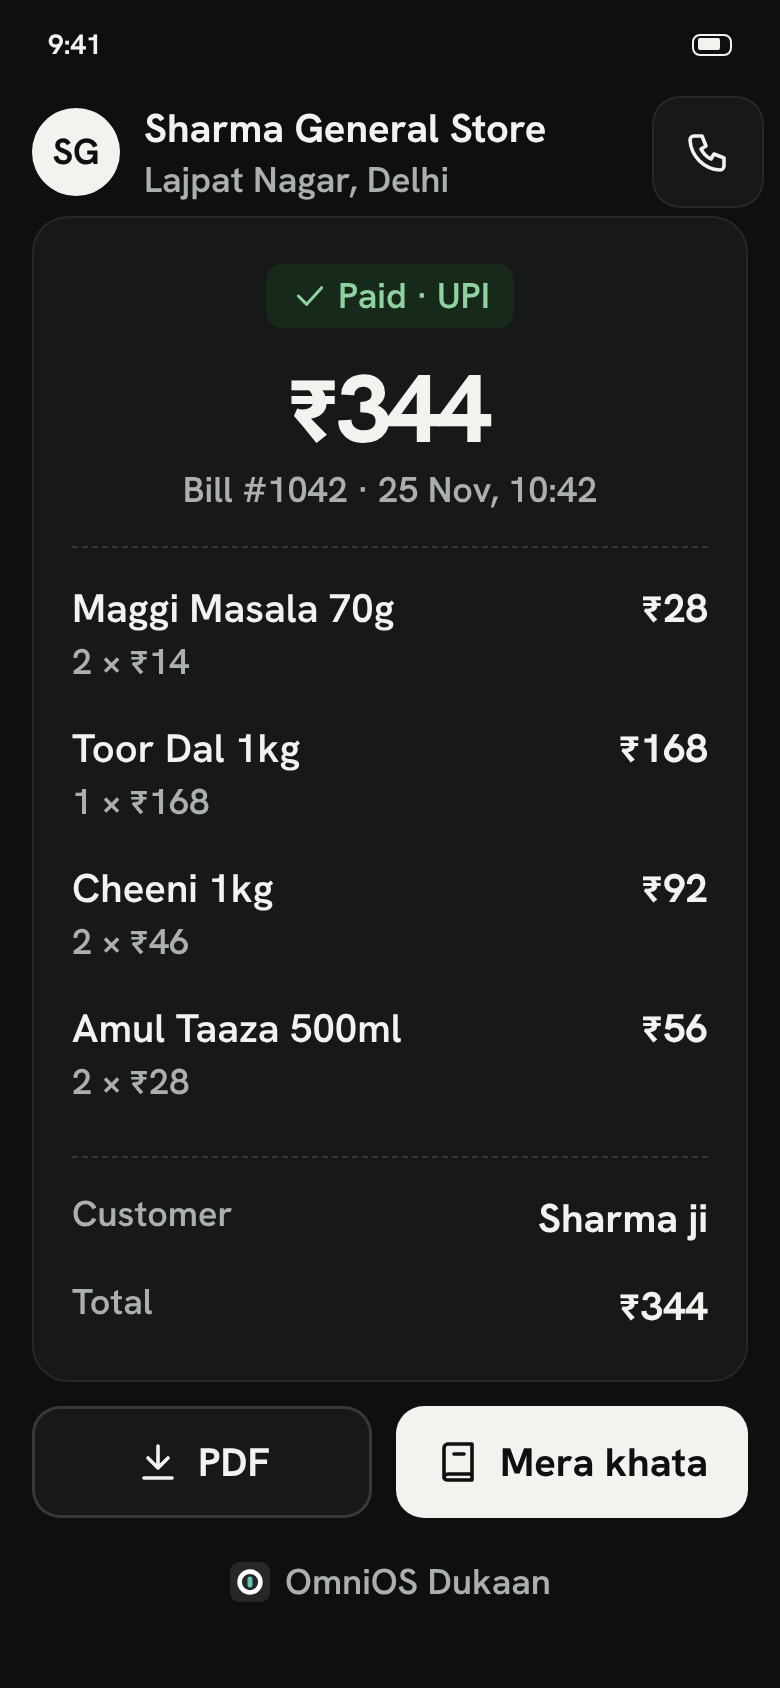 9:41
SG
Sharma General Store
Lajpat Nagar, Delhi
Paid · UPI
₹344
Bill #1042 · 25 Nov, 10:42
Maggi Masala 70g ₹28
2 × ₹14
Toor Dal 1kg ₹168
1 × ₹168
Cheeni 1kg ₹92
2 × ₹46
Amul Taaza 500ml ₹56
2 × ₹28
Customer Sharma ji
Total ₹344
PDF Mera khata
OmniOS Dukaan